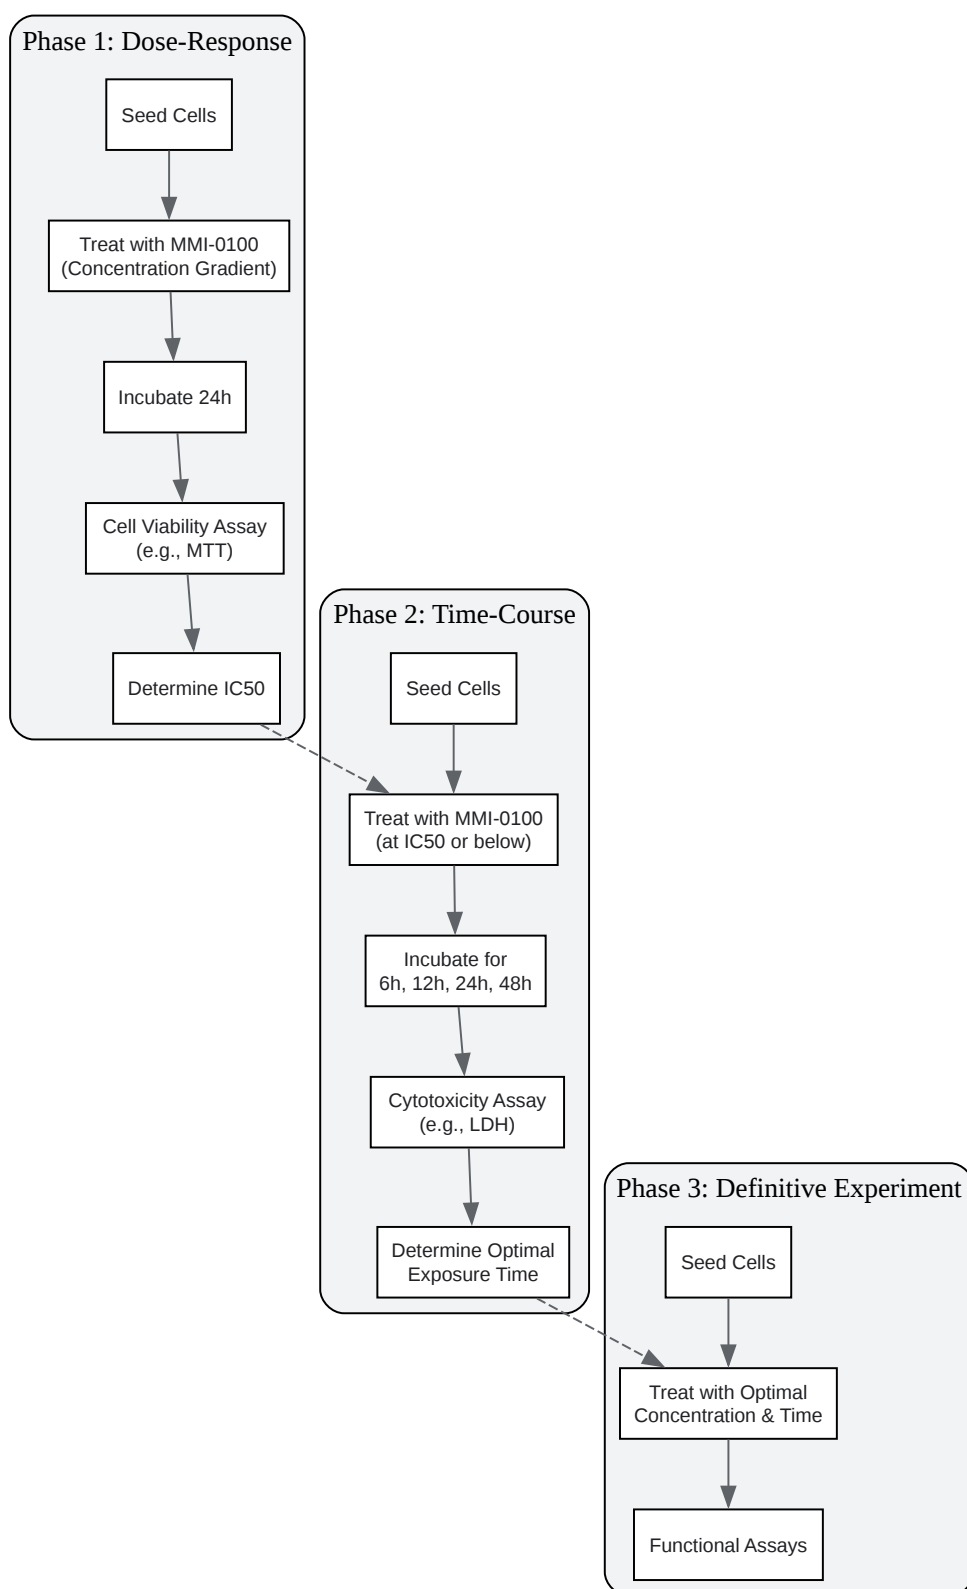 Phase 1: Dose-Response
Seed Cells
Treat with MMI-0100
(Concentration Gradient)
Incubate 24h
Cell Viability Assay
(e.g., MTT)
Determine IC50
Phase 2: Time-Course
Seed Cells
Treat with MMI-0100
(at IC50 or below)
Incubate for
6h, 12h, 24h, 48h
Cytotoxicity Assay
(e.g., LDH)
Determine Optimal
Exposure Time
Phase 3: Definitive Experiment
Seed Cells
Treat with Optimal
Concentration & Time
Functional Assays